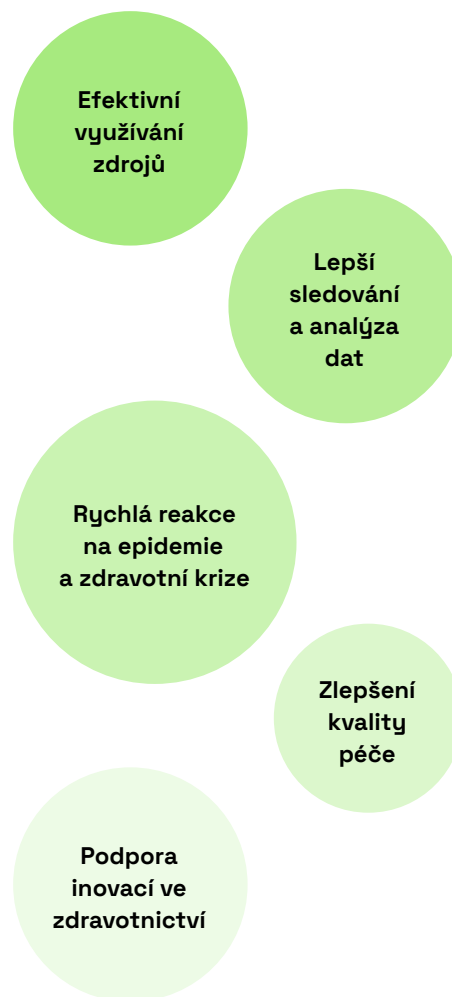 Efektivní
využívání
zdrojů
Lepší
sledování
a analýza
dat
Rychlá reakce
na epidemie
a zdravotní krize
Zlepšení
kvality
péče
Podpora
inovací ve
zdravotnictví